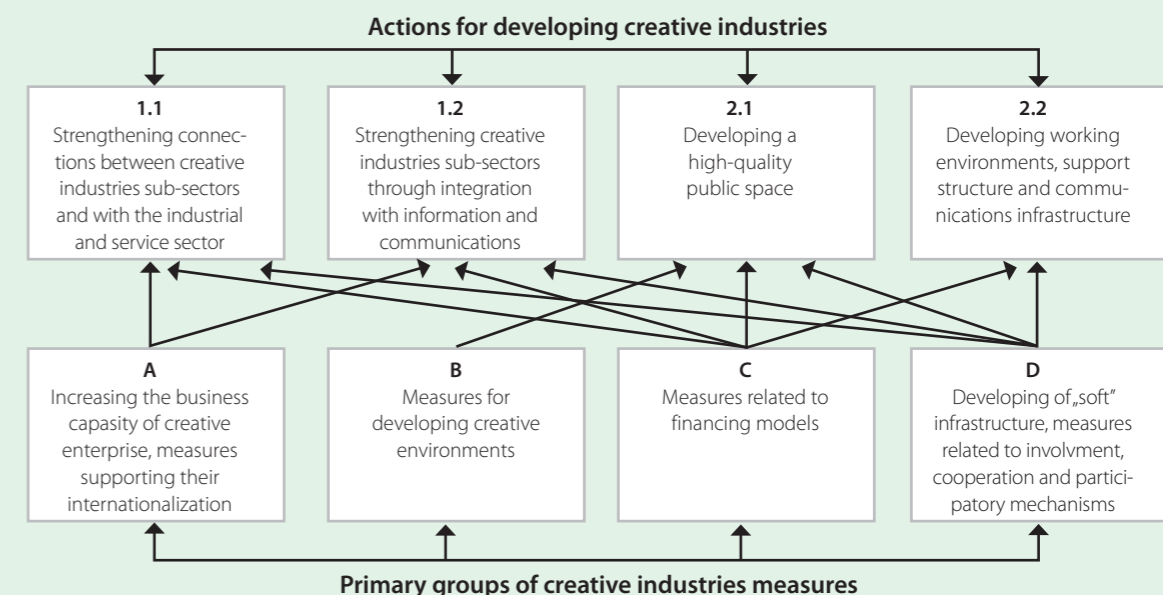 Actions for developing creative industries
1.1
Strengthening connec-
tions between creative
industries sub-sectors
and with the industrial
and service sector
1.2
Strengthening creative
industries sub-sectors
through integration
with information and
communications
2.1
Developing a
high-quality
public space
2.2
Developing working
environments, support
structure and commu-
nications infrastructure
A
Increasing the business
capacity of creative
enterprise, measures
supporting their
internationalization
B
Measures for
developing creative
environments
C
Measures related to
financing models
D
Developing of „soft"
infrastructure, measures
related to involvment,
cooperation and partici-
patory mechanisms
Primary groups of creative industries measures